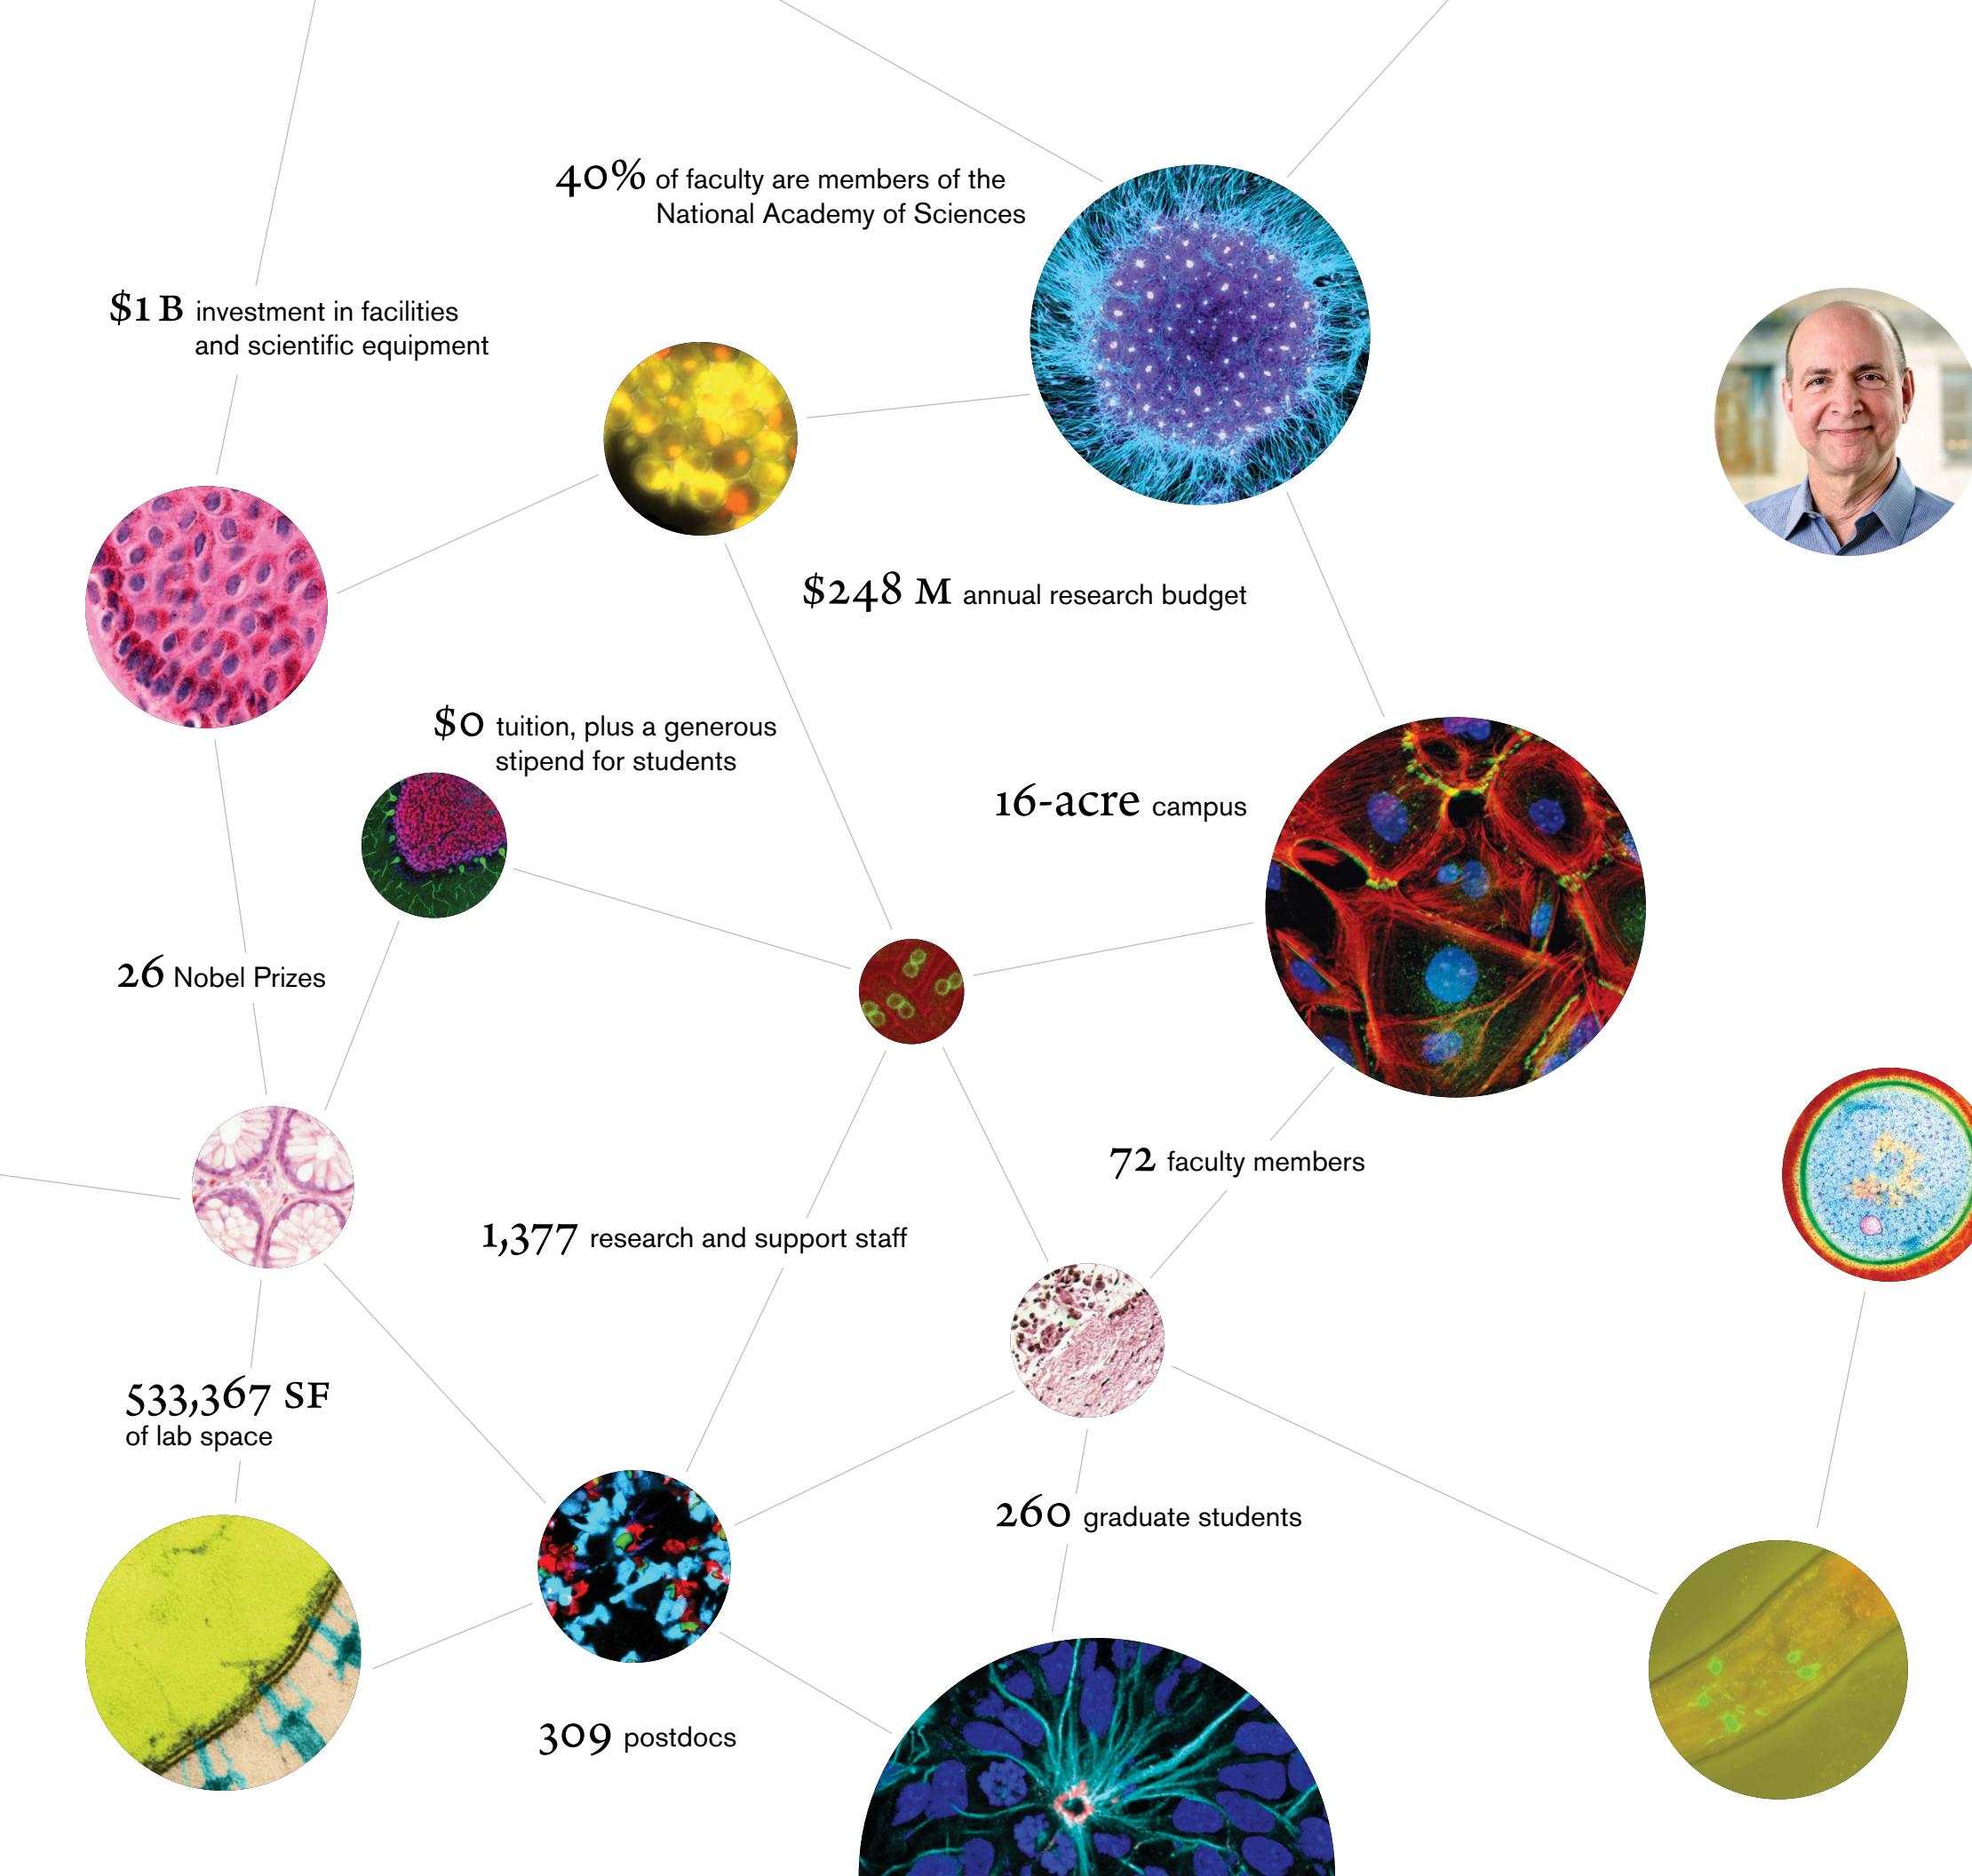 40% of faculty are members of the
National Academy of Sciences
$1 B investment in facilities
and scientific equipment
$248 M annual research budget
$0 tuition, plus a generous
stipend for students
16-acre campus
26 Nobel Prizes
72 faculty members
1,377 research and support staff
533,367 SF
of lab space
260 graduate students
309 postdocs